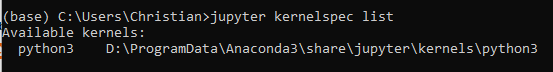 (base) C:\Users\Christian>jupyter kernelspec list
Available kernels:
  python3    D:\ProgramData\Anaconda3\share\jupyter\kernels\python3